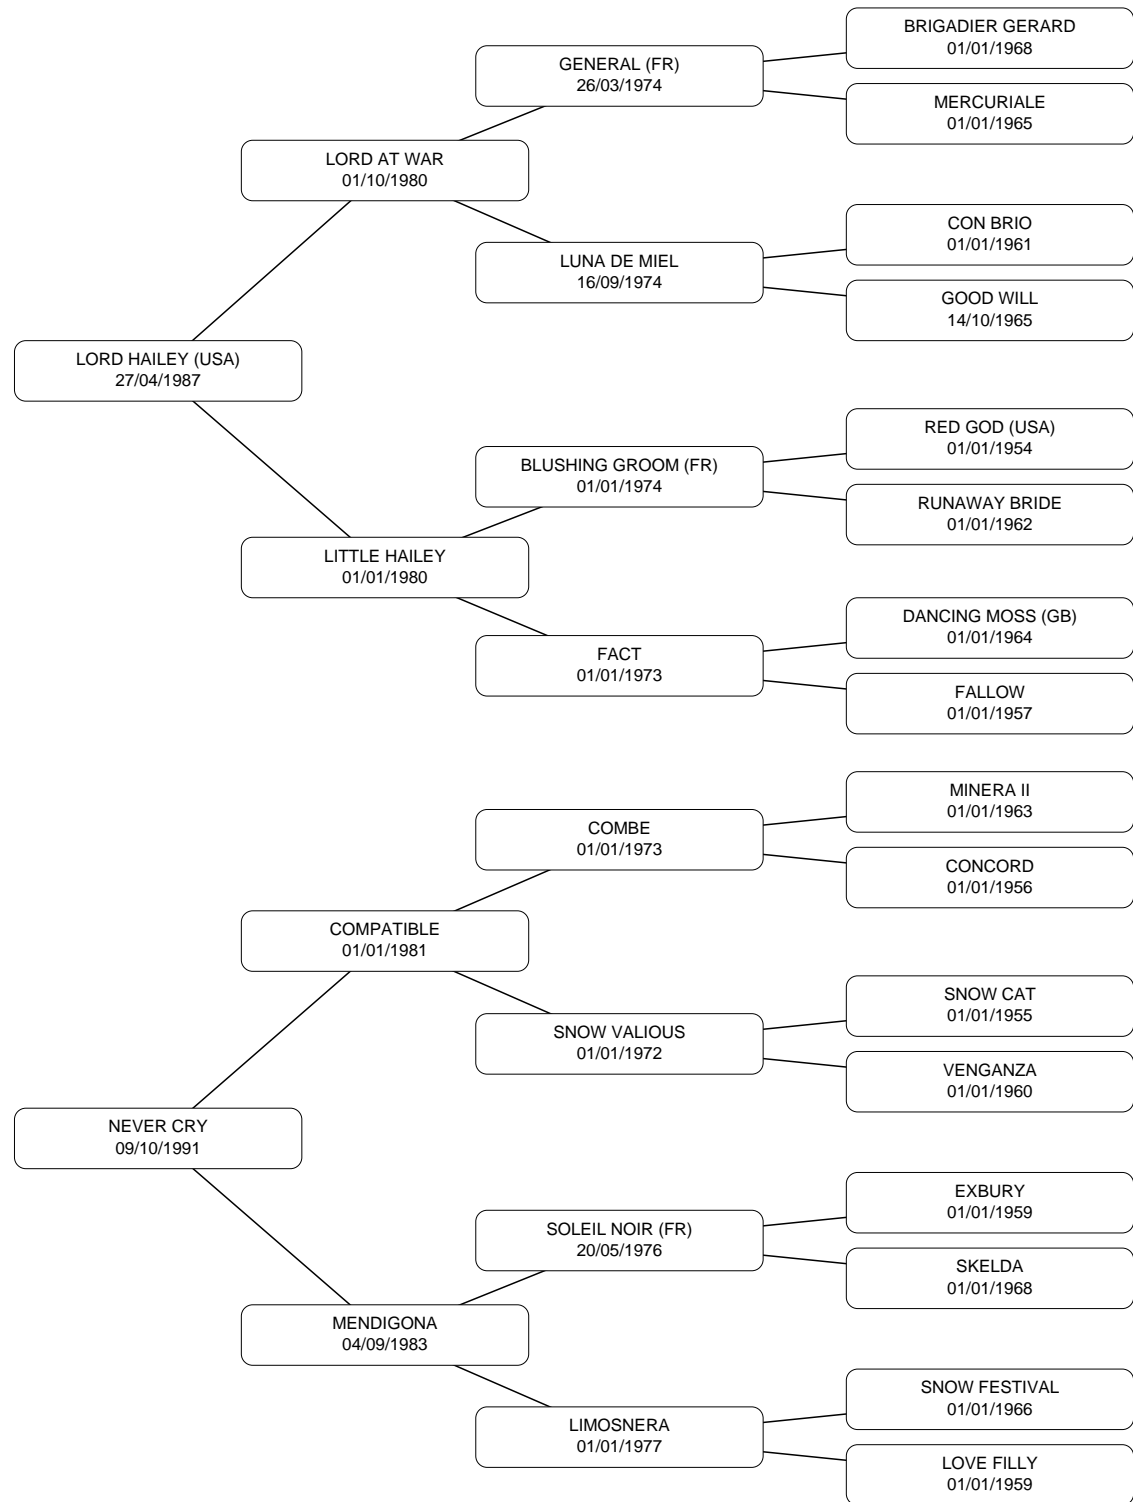 BRIGADIER GERARD
01/01/1968
GENERAL (FR)
26/03/1974
MERCURIALE
01/01/1965
LORD AT WAR
01/10/1980
CON BRIO
01/01/1961
LUNA DE MIEL
16/09/1974
GOOD WILL
14/10/1965
LORD HAILEY (USA)
27/04/1987
RED GOD (USA)
01/01/1954
BLUSHING GROOM (FR)
01/01/1974
RUNAWAY BRIDE
01/01/1962
LITTLE HAILEY
01/01/1980
DANCING MOSS (GB)
01/01/1964
FACT
01/01/1973
FALLOW
01/01/1957
MINERA II
01/01/1963
COMBE
01/01/1973
CONCORD
01/01/1956
COMPATIBLE
01/01/1981
SNOW CAT
01/01/1955
SNOW VALIOUS
01/01/1972
VENGANZA
01/01/1960
NEVER CRY
09/10/1991
EXBURY
01/01/1959
SOLEIL NOIR (FR)
20/05/1976
SKELDA
01/01/1968
MENDIGONA
04/09/1983
SNOW FESTIVAL
01/01/1966
LIMOSNERA
01/01/1977
LOVE FILLY
01/01/1959